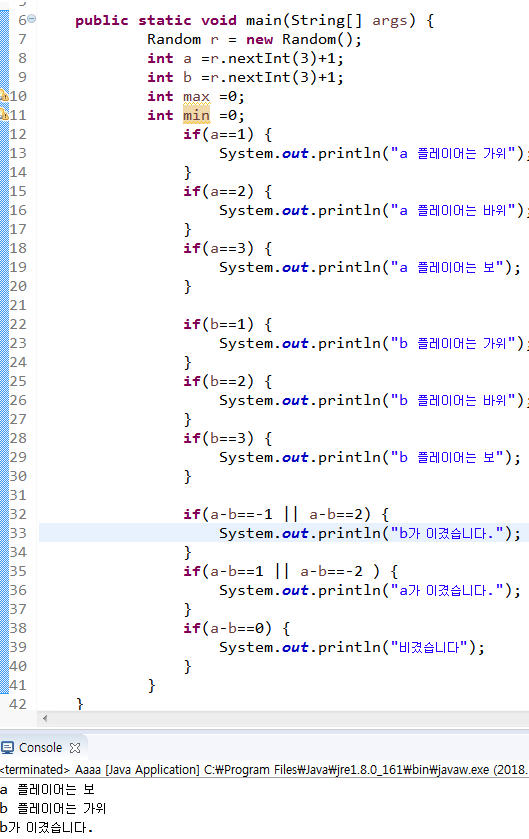 6 public static void main(String[] args) {
7 Random r = new Random();
8 int a =r.nextInt(3)+1;
9 int b =r.nextInt(3)+1;
10 int max =0;
11 int min =0;
12 if(a==1) {
13 System.out.println("a 플레이어는 가위");
14 }
15 if(a==2) {
16 System.out.println("a 플레이어는 바위");
17 }
18 if(a==3) {
19 System.out.println("a 플레이어는 보");
20 }
21
22 if(b==1) {
23 System.out.println("b 플레이어는 가위");
24 }
25 if(b==2) {
26 System.out.println("b 플레이어는 바위");
27 }
28 if(b==3) {
29 System.out.println("b 플레이어는 보");
30 }
31
32 if(a-b==-1 || a-b==2) {
33 System.out.println("b가 이겼습니다.");
34 }
35 if(a-b==1 || a-b==-2 ) {
36 System.out.println("a가 이겼습니다.");
37 }
38 if(a-b==0) {
39 System.out.println("비겼습니다");
40 }
41 }
42 }
Console
<terminated> Aaaa [Java Application] C:₩Program Files₩Java₩jre1.8.0_161₩bin₩javaw.exe (2018.
a 플레이어는 보
b 플레이어는 가위
b가 이겼습니다.